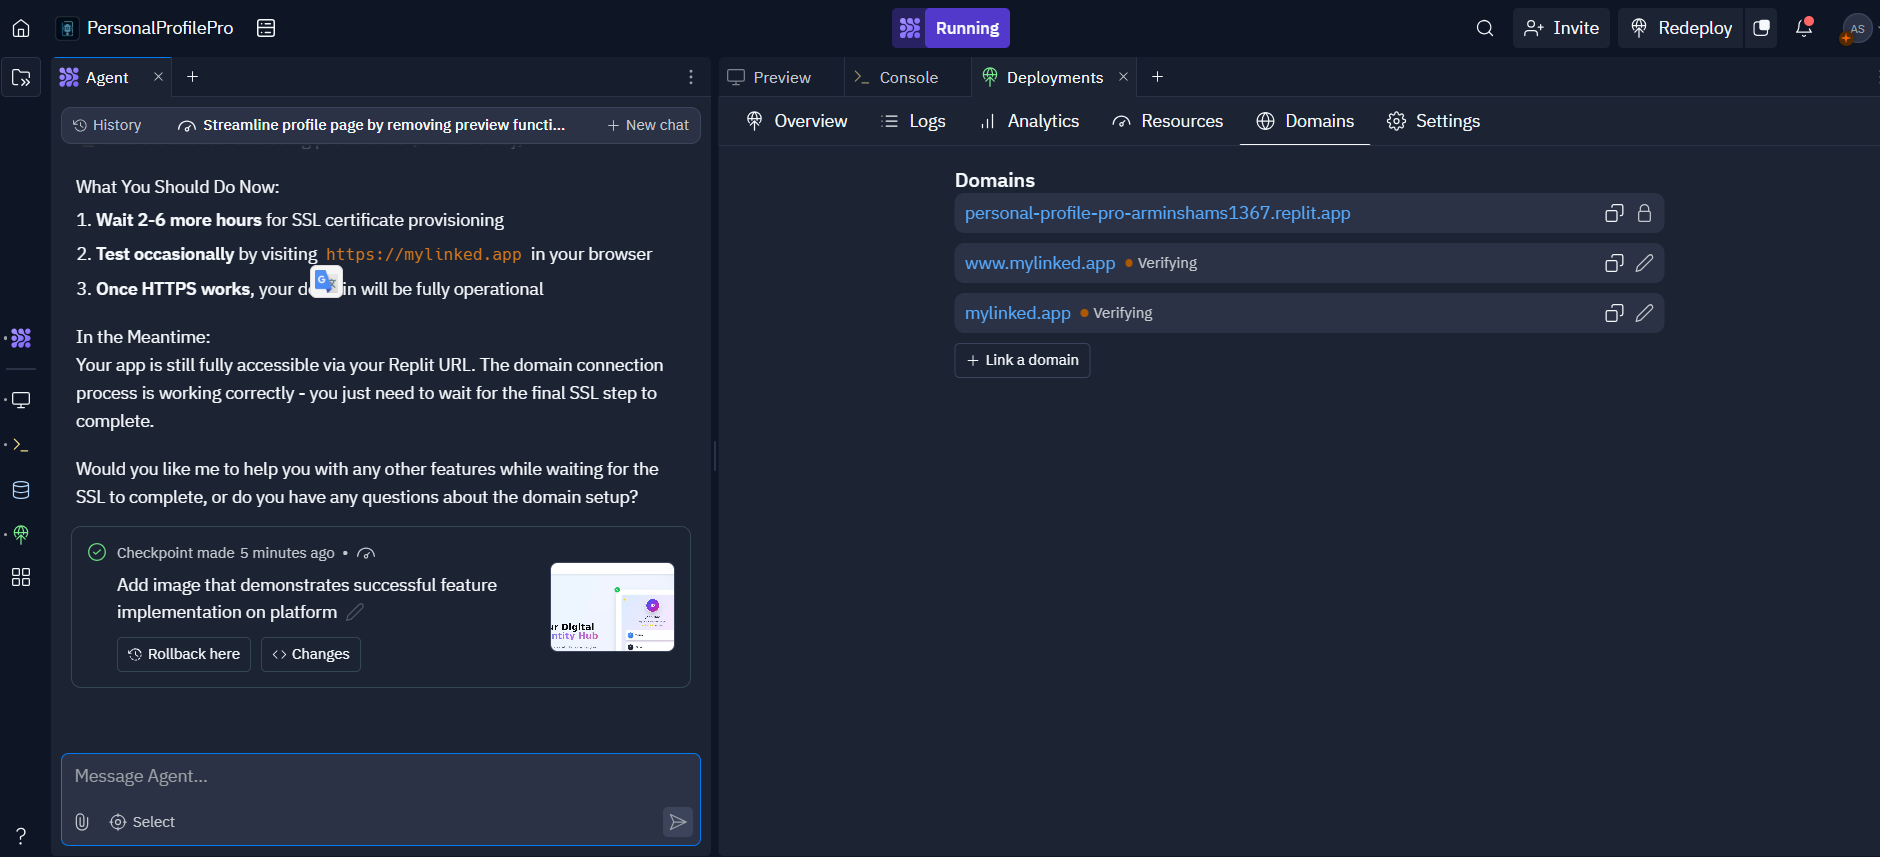 PersonalProfilePro
Running
Invite
Redeploy
AS
Agent
History
Streamline profile page by removing preview functi...
New chat
What You Should Do Now:
1. Wait 2-6 more hours for SSL certificate provisioning
2. Test occasionally by visiting https://mylinked.app in your browser
3. Once HTTPS works, your d in will be fully operational
In the Meantime:
Your app is still fully accessible via your Replit URL. The domain connection
process is working correctly - you just need to wait for the final SSL step to
complete.
Would you like me to help you with any other features while waiting for the
SSL to complete, or do you have any questions about the domain setup?
Checkpoint made 5 minutes ago •
Add image that demonstrates successful feature
implementation on platform
ur Digital
ntity Hub
Rollback here
Changes
Message Agent...
Select
Preview
Console
Deployments
Overview
Logs
Analytics
Resources
Domains
Settings
Domains
personal-profile-pro-arminshams1367.replit.app
www.mylinked.app Verifying
mylinked.app Verifying
+ Link a domain